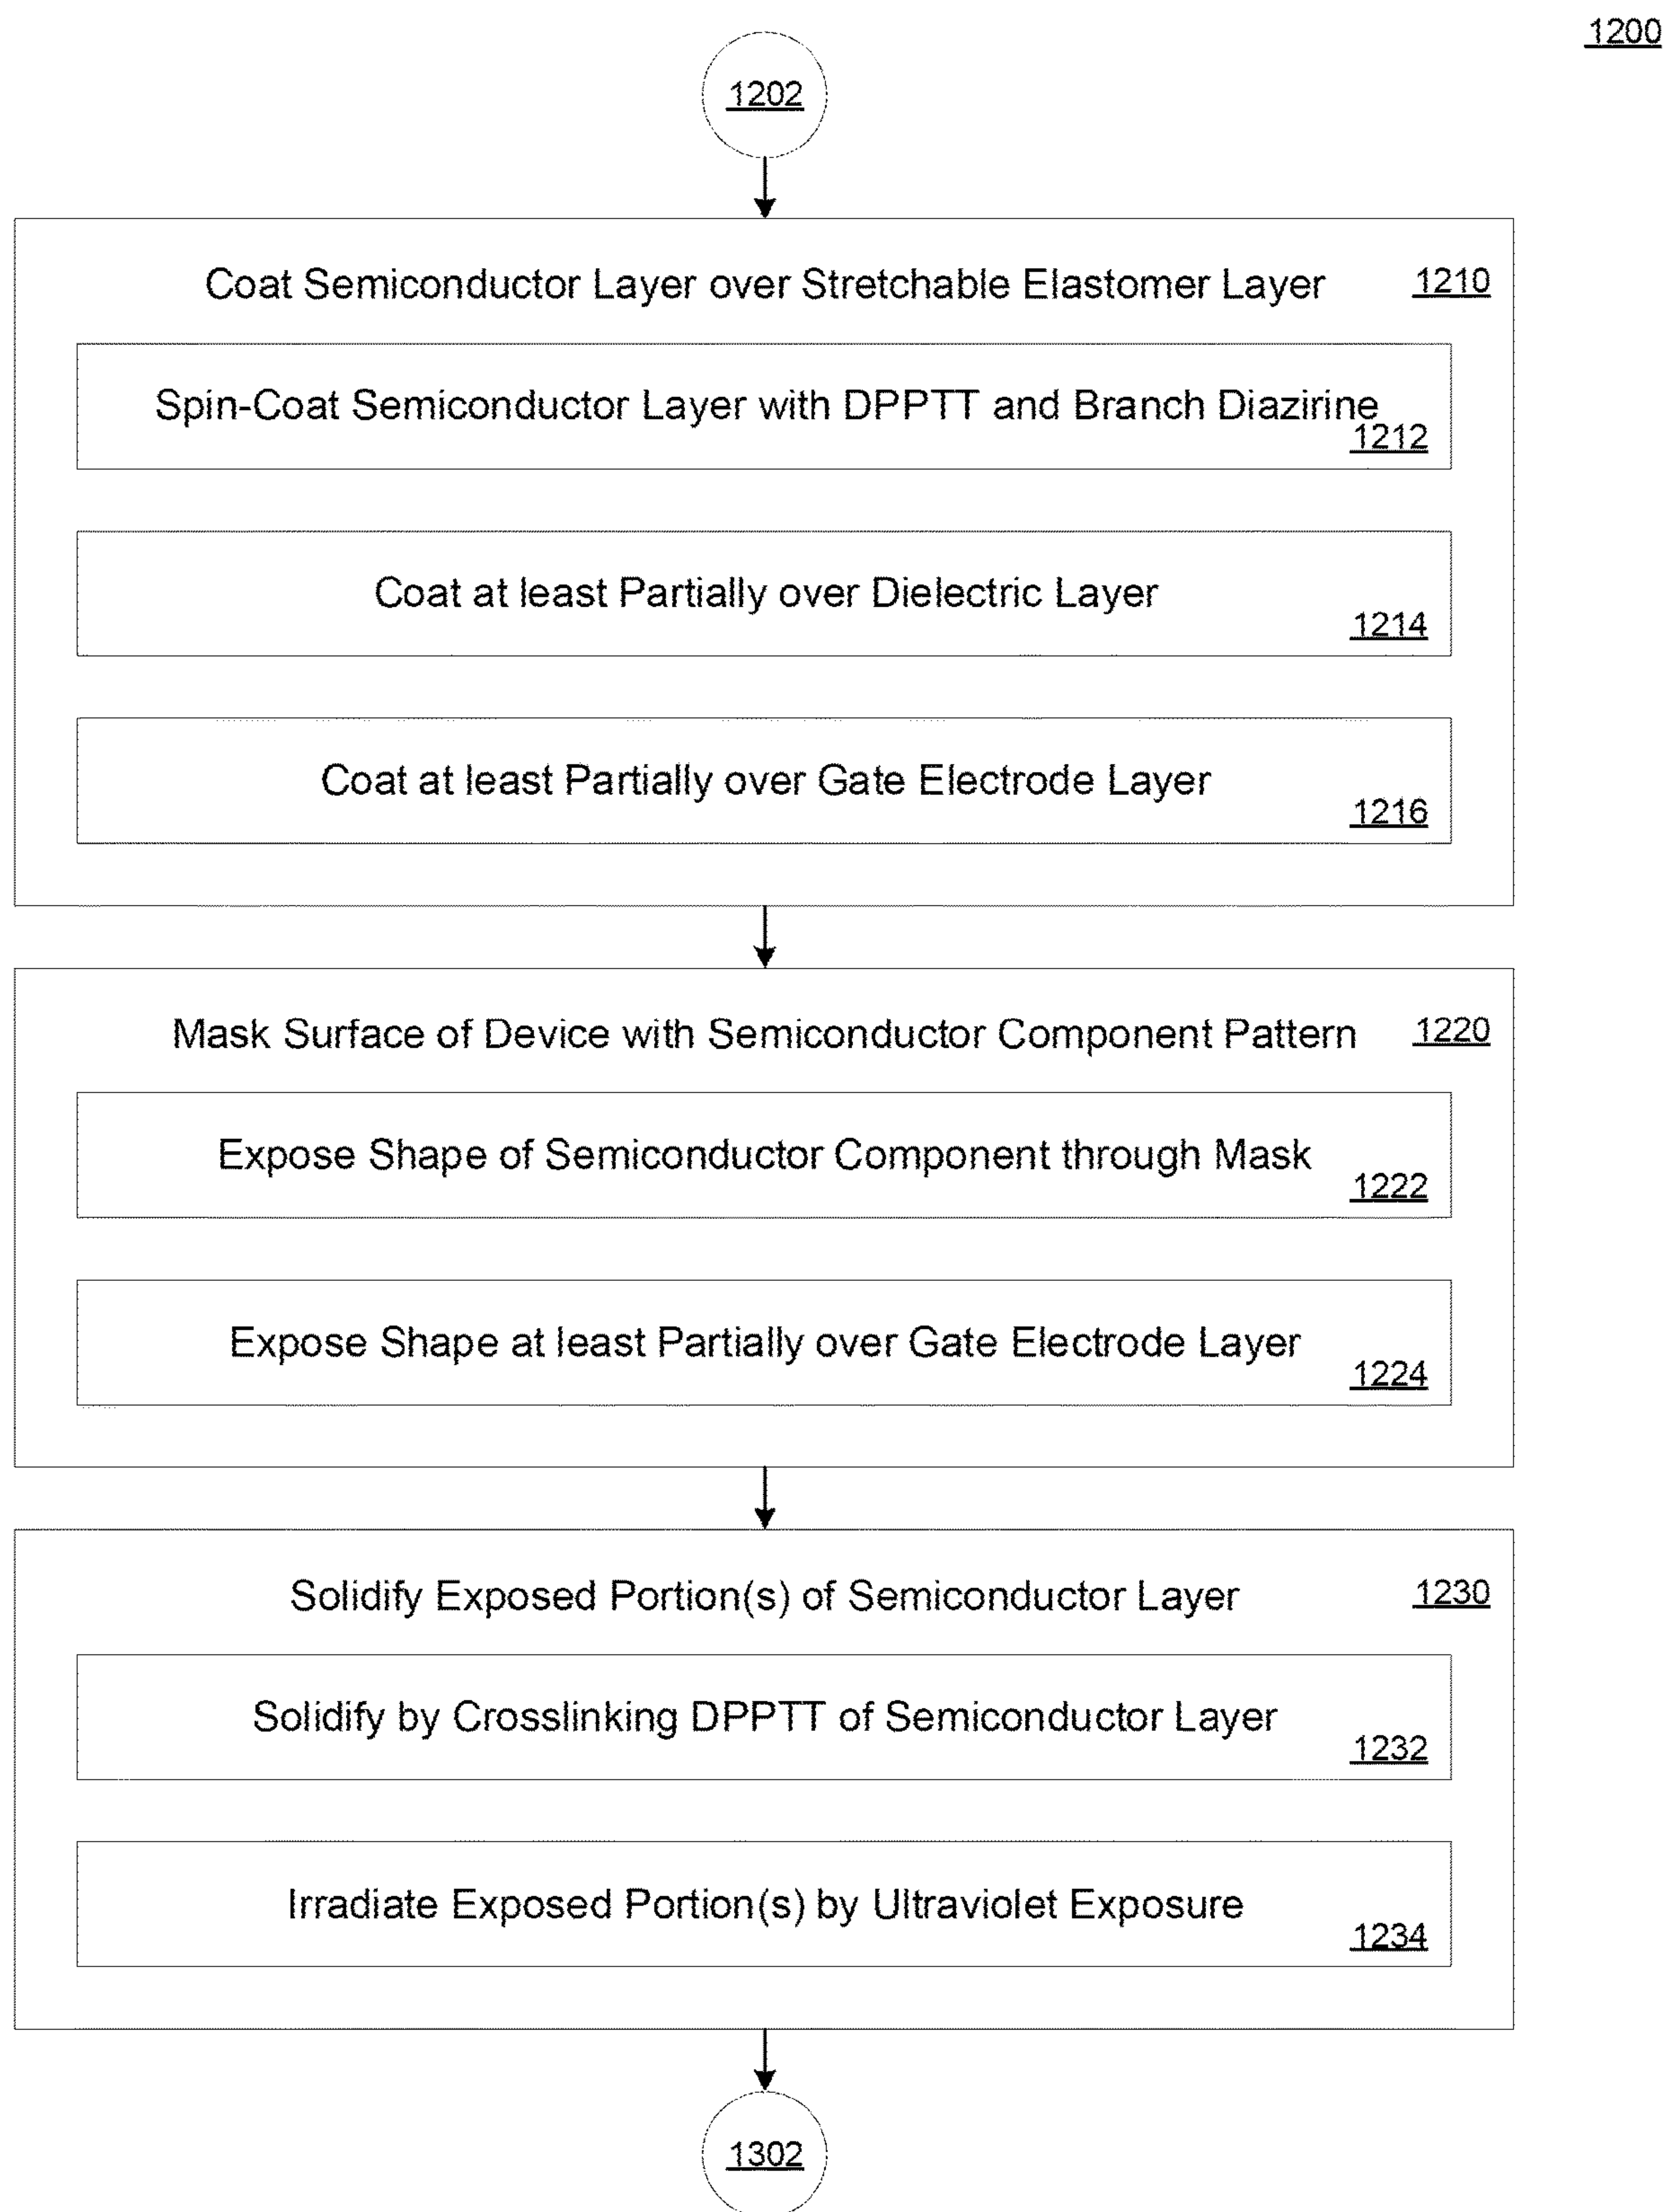 1200
1202
Coat Semiconductor Layer over Stretchable Elastomer Layer 1210
Spin-Coat Semiconductor Layer with DPPTT and Branch Diazirine
1212
Coat at least Partially over Dielectric Layer
1214
Coat at least Partially over Gate Electrode Layer
1216
Mask Surface of Device with Semiconductor Component Pattern 1220
Expose Shape of Semiconductor Component through Mask
1222
Expose Shape at least Partially over Gate Electrode Layer
1224
Solidify Exposed Portion(s) of Semiconductor Layer 1230
Solidify by Crosslinking DPPTT of Semiconductor Layer
1232
Irradiate Exposed Portion(s) by Ultraviolet Exposure
1234
1302